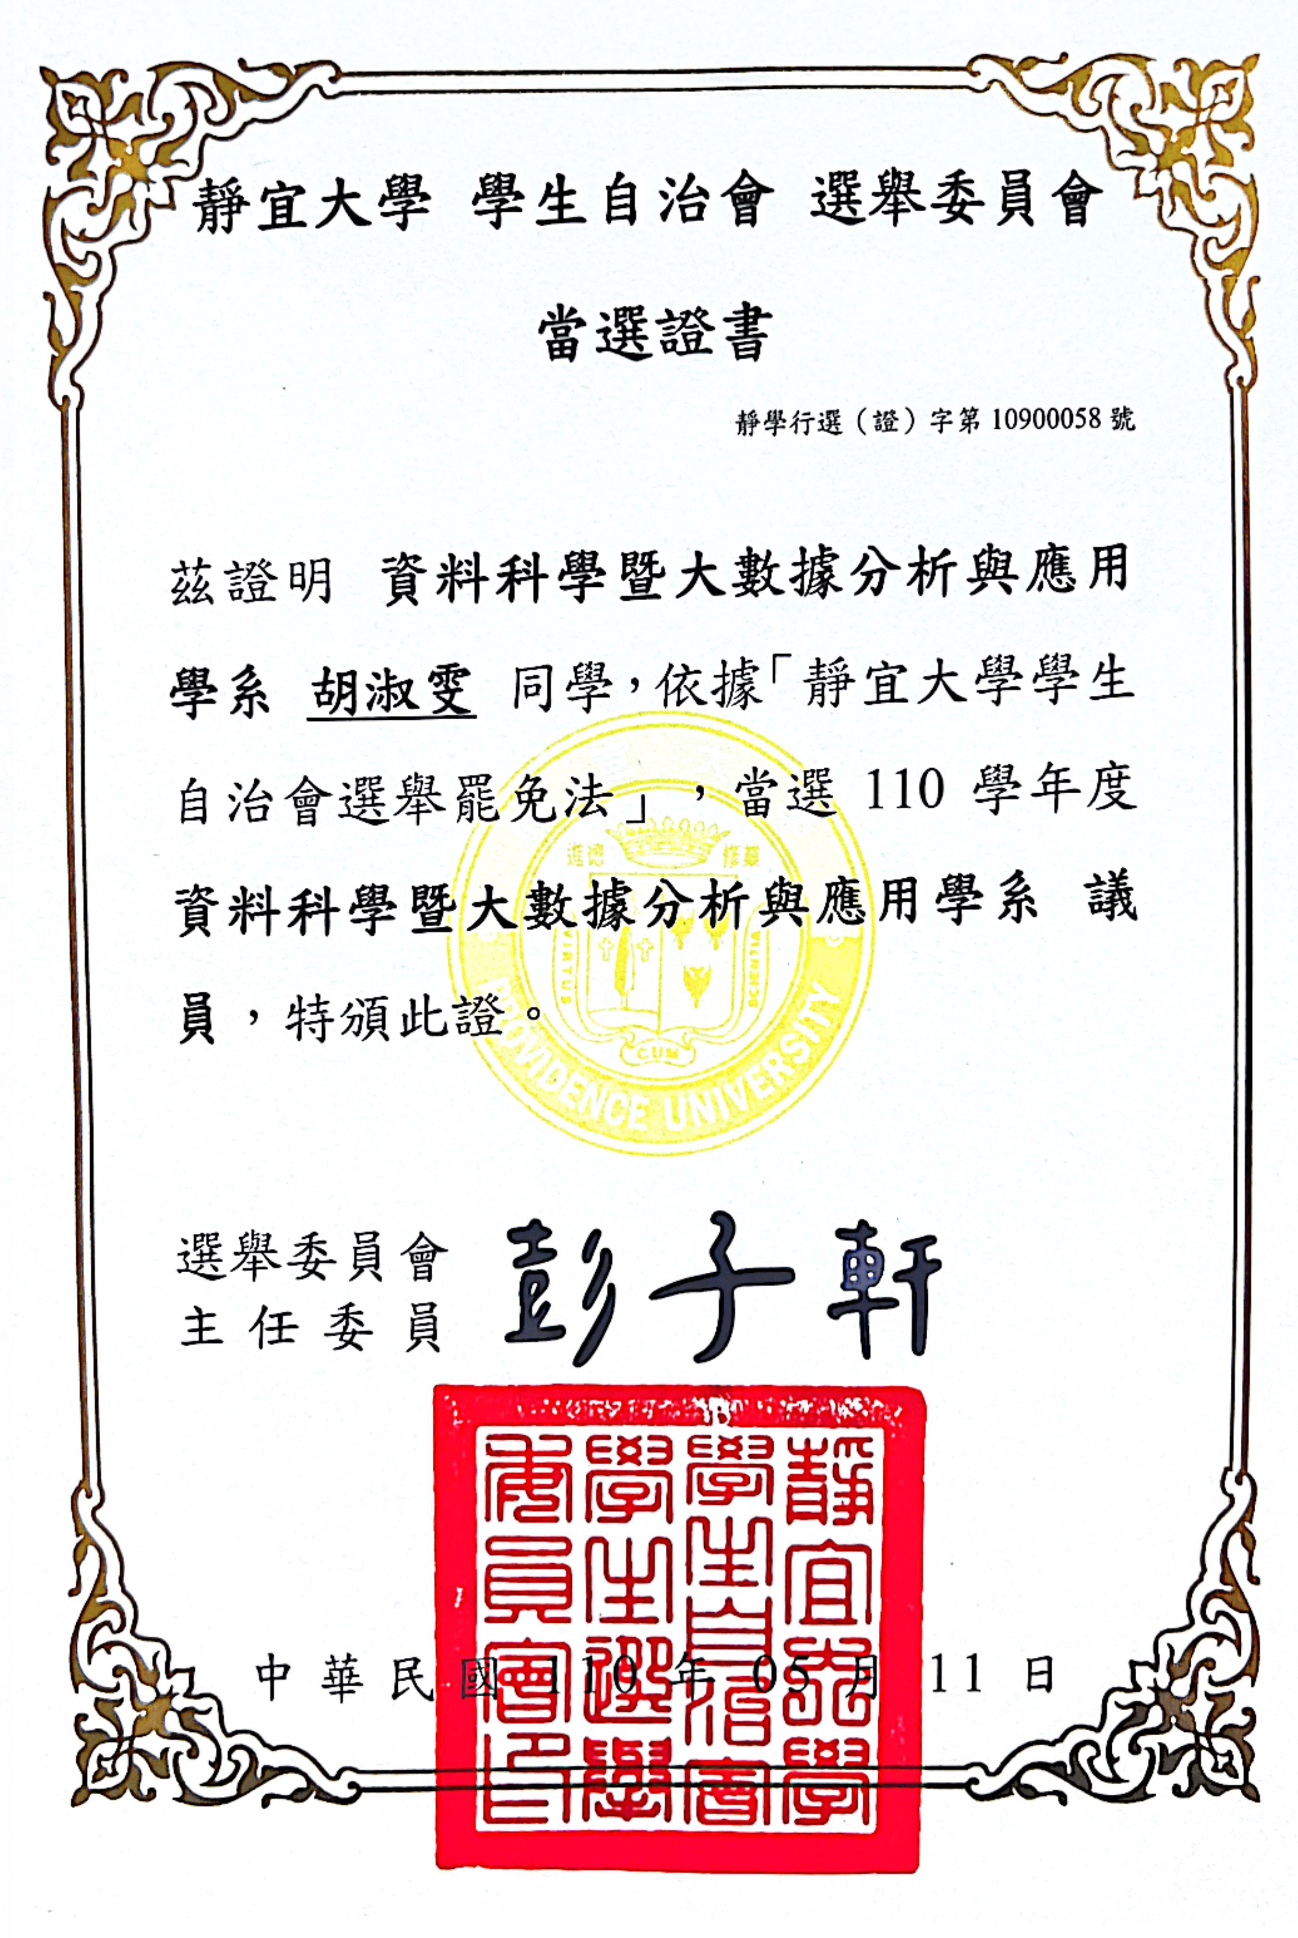 靜宜大學 學生自治會 選舉委員會
當選證書
靜學行選（證）字第 10900058 號
茲證明 資料科學暨大數據分析與應用
學系 胡淑雯 同學，依據「靜宜大學學生
自治會選舉罷免法」，當選 110 學年度
資料科學暨大數據分析與應用學系 議
員，特頒此證。
進德 修業
VIRTUS
CUM
SCIENTIA
PROVIDENCE UNIVERSITY
選舉委員會
主任委員
彭子軒
靜宜大學
學生自治會
學生選舉
委員會印
中華民國 110 年 05 月 11 日